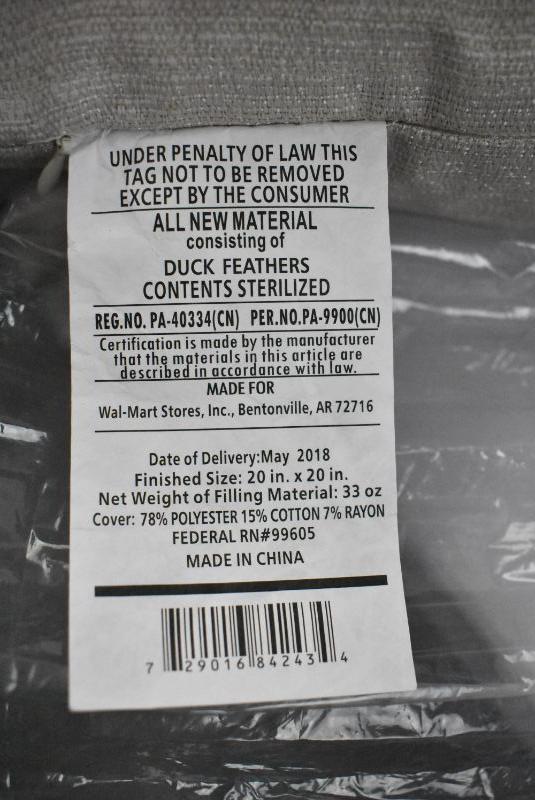 UNDER PENALTY OF LAW THIS
TAG NOT TO BE REMOVED
EXCEPT BY THE CONSUMER
ALL NEW MATERIAL
consisting of
DUCK FEATHERS
CONTENTS STERILIZED
REG.NO. PA-40334(CN) PER.NO.PA-9900(CN)
Certification is made by the manufacturer
that the materials in this article are
described in accordance with law.
MADE FOR
Wal-Mart Stores, Inc., Bentonville, AR 72716
Date of Delivery:May 2018
Finished Size: 20 in. x 20 in.
Net Weight of Filling Material: 33 oz
Cover: 78% POLYESTER 15% COTTON 7% RAYON
FEDERAL RN#99605
MADE IN CHINA
7 29016 84243 4